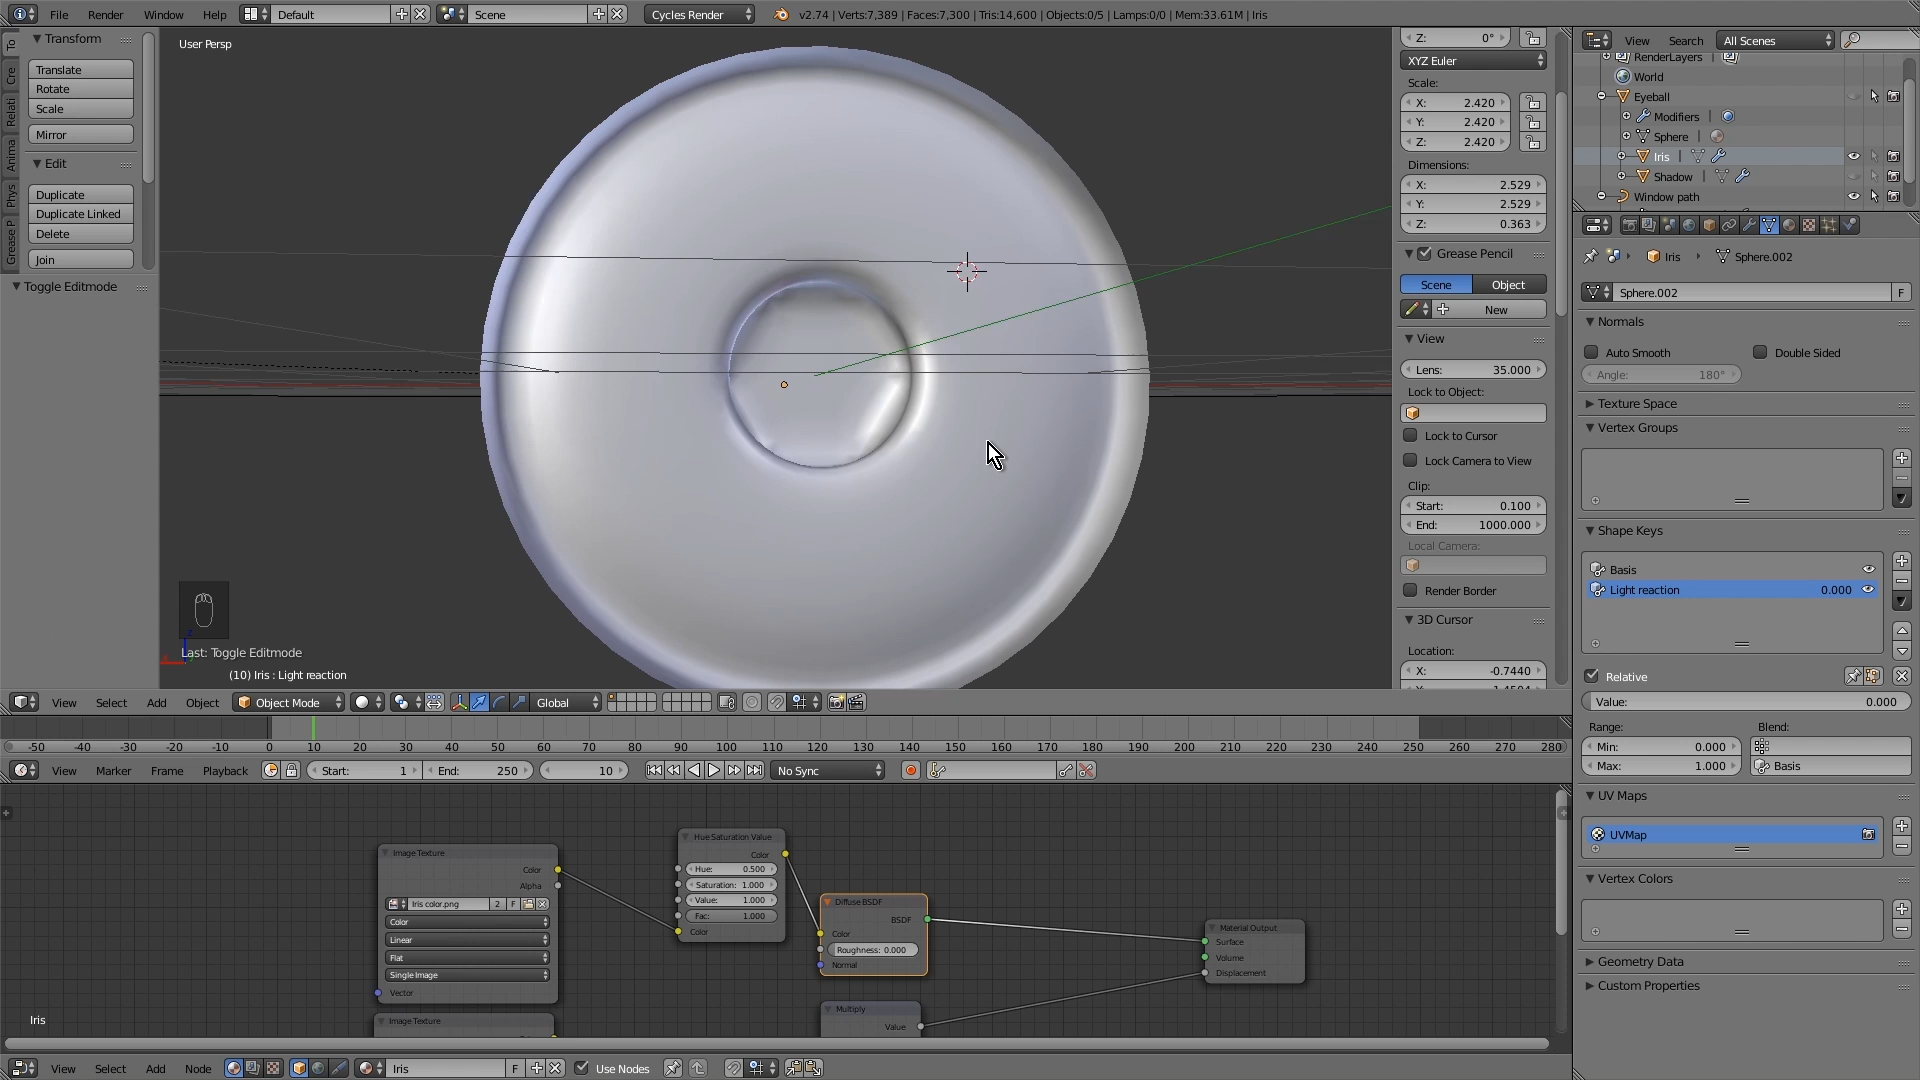 File Render Window Help Default Scene Cycles Render v2.74 | Verts:7,389 | Faces:7,300 | Tris:14,600 | Objects:0/5 | Lamps:0/0 | Mem:33.61M | Iris
To
Cre
Relati
Anima
Phys
Grease P
Transform
Translate
Rotate
Scale
Mirror
Edit
Duplicate
Duplicate Linked
Delete
Join
Toggle Editmode
User Persp
z
Last: Toggle Editmode
(10) Iris : Light reaction
Z: 0°
XYZ Euler
Scale:
X: 2.420
Y: 2.420
Z: 2.420
Dimensions:
X: 2.529
Y: 2.529
Z: 0.363
Grease Pencil
Scene Object
New
View
Lens: 35.000
Lock to Object:
Lock to Cursor
Lock Camera to View
Clip:
Start: 0.100
End: 1000.000
Local Camera:
Render Border
3D Cursor
Location:
X: -0.7440
View Search All Scenes
RenderLayers |
World
Eyeball
Modifiers |
Sphere |
Iris |
Shadow |
Window path
Iris Sphere.002
Sphere.002 F
Normals
Auto Smooth Double Sided
Angle: 180°
Texture Space
Vertex Groups
Shape Keys
Basis
Light reaction 0.000
Relative
Value: 0.000
Range: Blend:
Min: 0.000
Max: 1.000 Basis
UV Maps
UVMap
Vertex Colors
Geometry Data
Custom Properties
View Select Add Object Object Mode Global
-50 -40 -30 -20 -10 0 10 20 30 40 50 60 70 80 90 100 110 120 130 140 150 160 170 180 190 200 210 220 230 240 250 260 270 280
View Marker Frame Playback Start: 1 End: 250 10 No Sync
Image Texture
Color
Alpha
Iris color.png 2 F
Color
Linear
Flat
Single Image
Vector
Image Texture
Hue Saturation Value
Color
Hue: 0.500
Saturation: 1.000
Value: 1.000
Fac: 1.000
Color
Diffuse BSDF
BSDF
Color
Roughness: 0.000
Normal
Multiply
Value
Material Output
Surface
Volume
Displacement
Iris
View Select Add Node Iris F Use Nodes